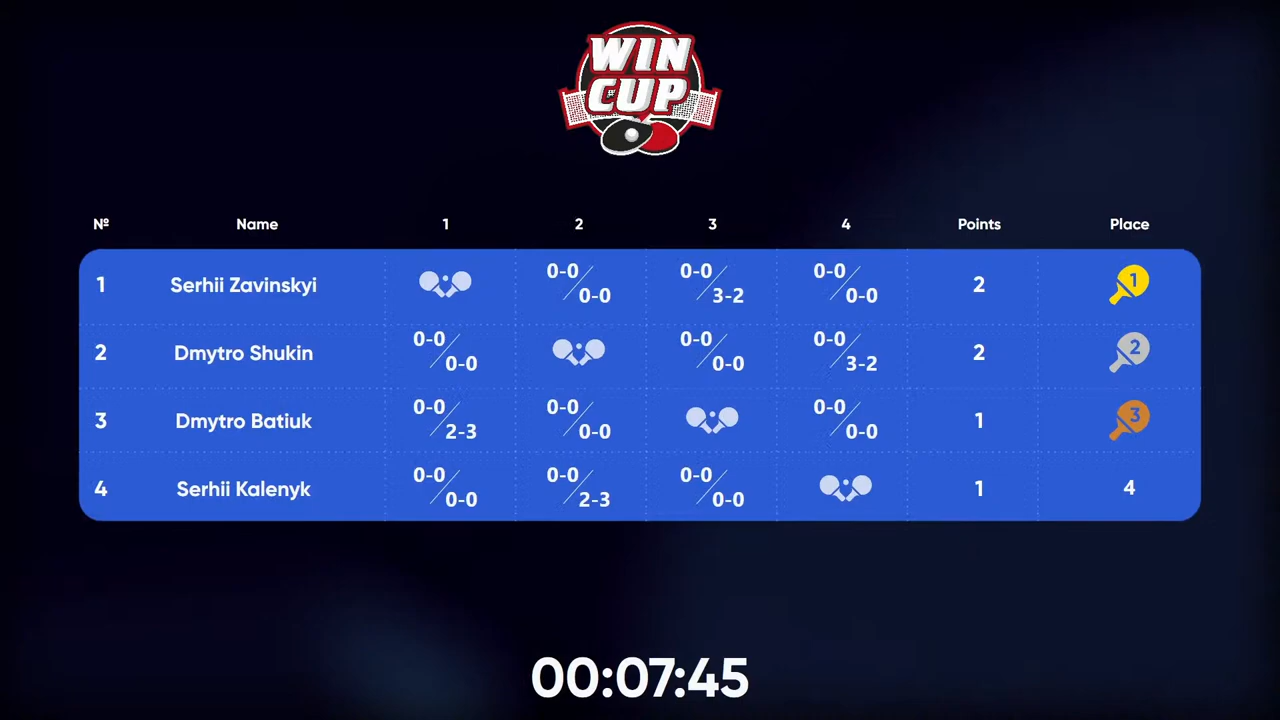 WIN
CUP
№ Name 1 2 3 4 Points Place
1 Serhii Zavinskyi 0-0/0-0 0-0/3-2 0-0/0-0 2 1
2 Dmytro Shukin 0-0/0-0 0-0/0-0 0-0/3-2 2 2
3 Dmytro Batiuk 0-0/2-3 0-0/0-0 0-0/0-0 1 3
4 Serhii Kalenyk 0-0/0-0 0-0/2-3 0-0/0-0 1 4
00:07:45